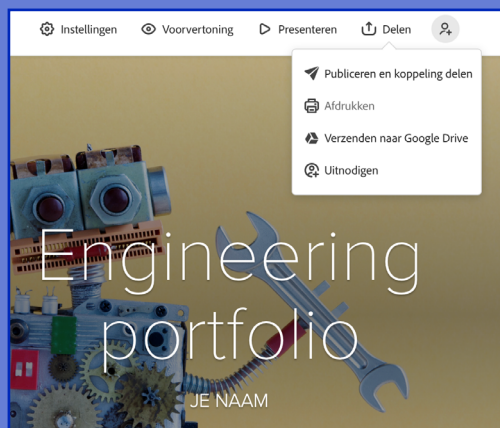 Instellingen
Voorvertoning
Presenteren
Delen
Publiceren en koppeling delen
Afdrukken
Verzenden naar Google Drive
Uitnodigen
Engineering
portfolio
JE NAAM